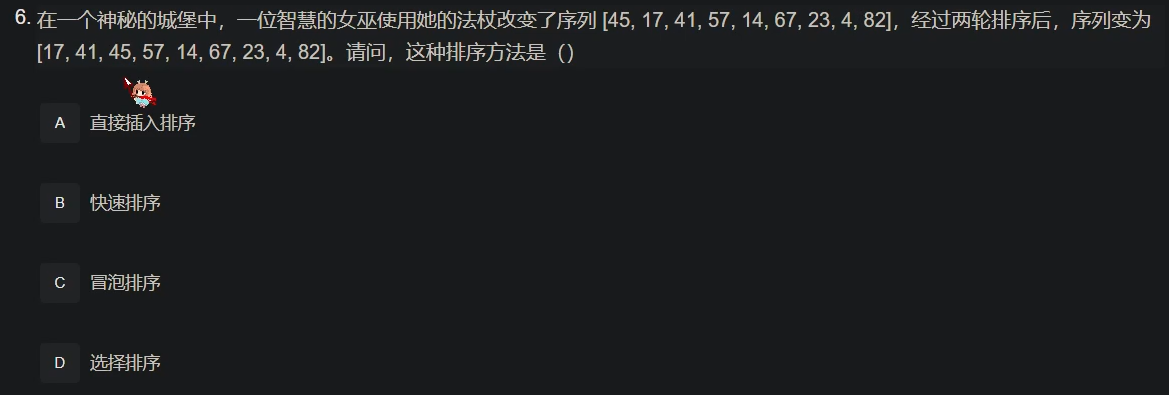 6. 在一个神秘的城堡中，一位智慧的女巫使用她的法杖改变了序列 [45, 17, 41, 57, 14, 67, 23, 4, 82]，经过两轮排序后，序列变为
[17, 41, 45, 57, 14, 67, 23, 4, 82]。请问，这种排序方法是（）
A 直接插入排序
B 快速排序
C 冒泡排序
D 选择排序